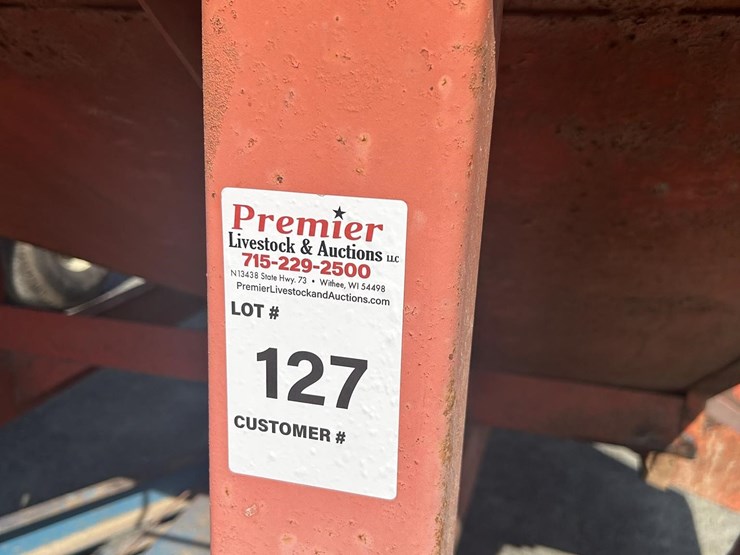 Premier
Livestock & Auctions LLC
715-229-2500
N13438 State Hwy. 73 • Withee, WI 54498
PremierLivestockandAuctions.com
LOT #
127
CUSTOMER #